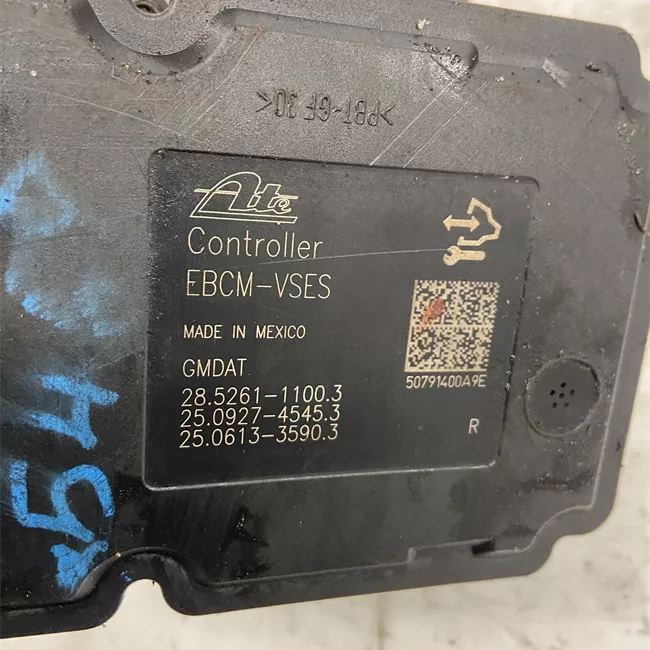 >PBT-GF30<
Ate
Controller
EBCM-VSES
MADE IN MEXICO
GMDAT
28.5261-1100.3
25.0927-4545.3
25.0613-3590.3
50791400A9E
R
54